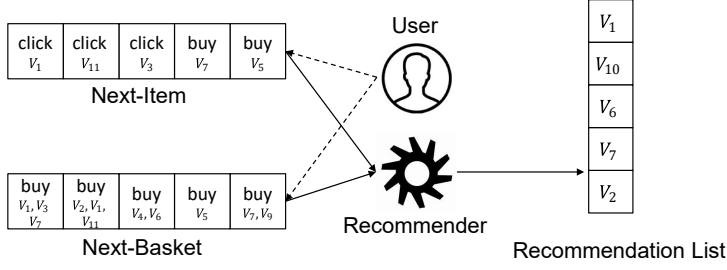 click click click buy buy
V₁ V₁₁ V₃ V₇ V₅
Next-Item
buy buy buy buy buy
V₁, V₃ V₇ V₂, V₁, V₁₁ V₄, V₆ V₅ V₇, V₉
Next-Basket
User
Recommender
V₁
V₁₀
V₆
V₇
V₂
Recommendation List